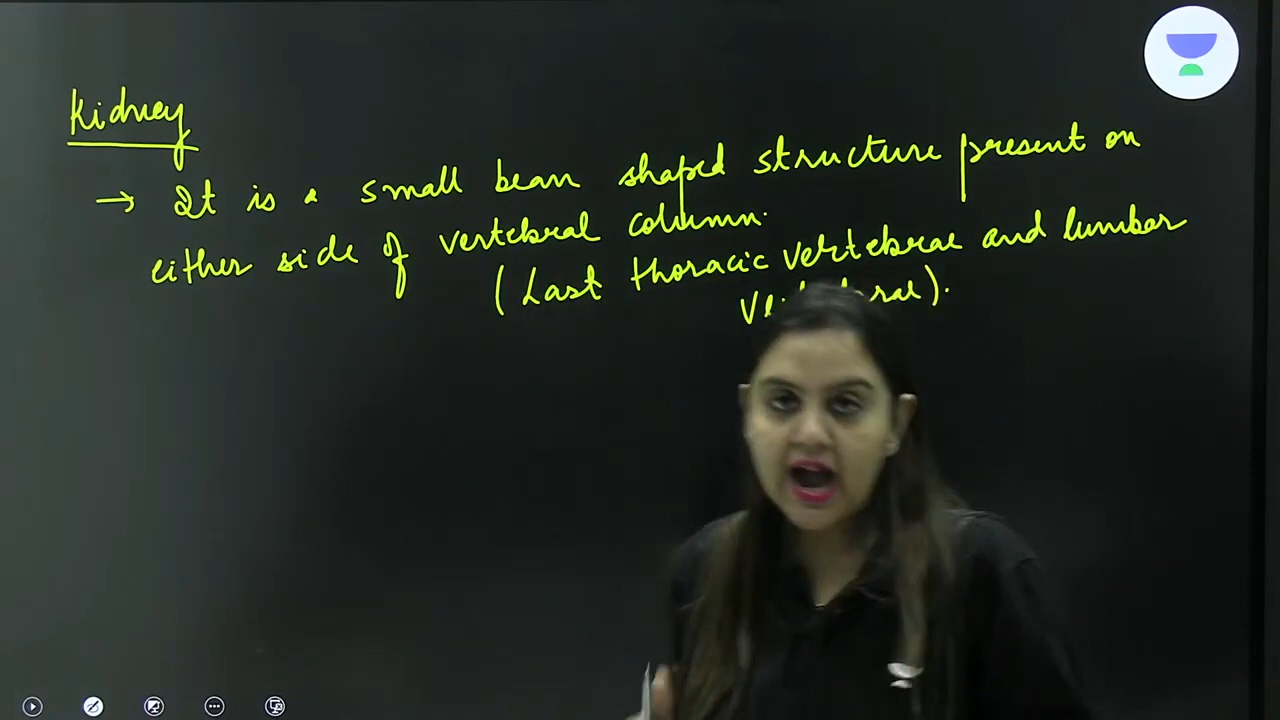 Kidney
→ It is a small bean shaped structure present on
either side of vertebral column.
(Last thoracic vertebrae and lumbar
).